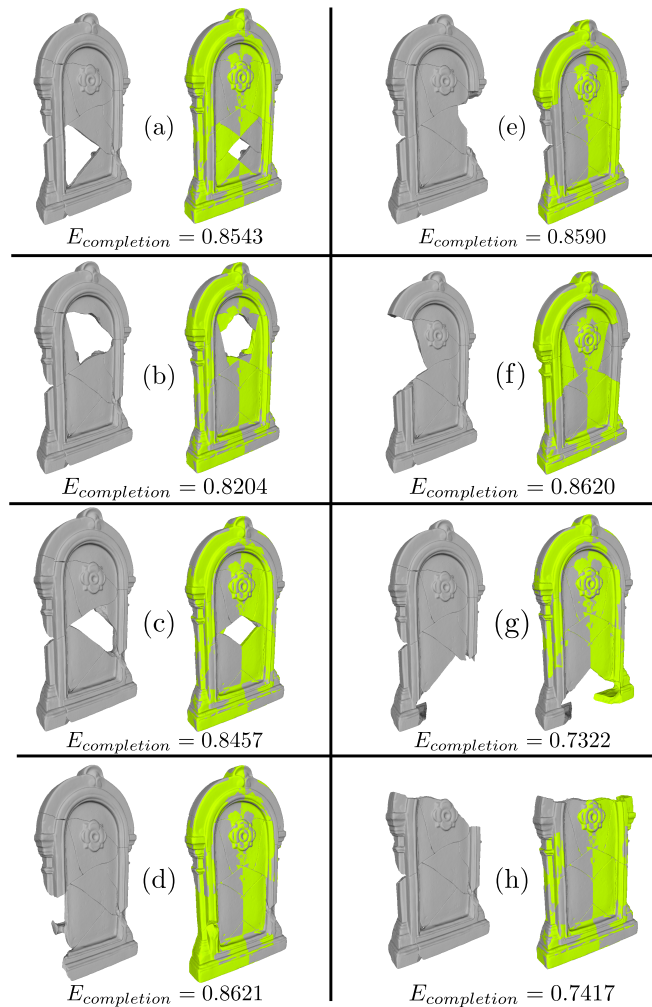 (a)
E_completion = 0.8543
(e)
E_completion = 0.8590
(b)
E_completion = 0.8204
(f)
E_completion = 0.8620
(c)
E_completion = 0.8457
(g)
E_completion = 0.7322
(d)
E_completion = 0.8621
(h)
E_completion = 0.7417